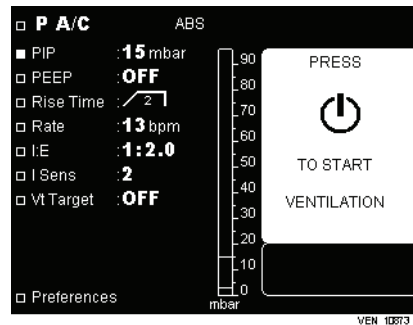 P A/C ABS
PIP :15 mbar
PEEP :OFF
Rise Time : 2
Rate :13 bpm
I:E :1:2.0
I Sens :2
Vt Target :OFF
Preferences
90
80
70
60
50
40
30
20
10
0
mbar
PRESS
TO START
VENTILATION
VEN 10873